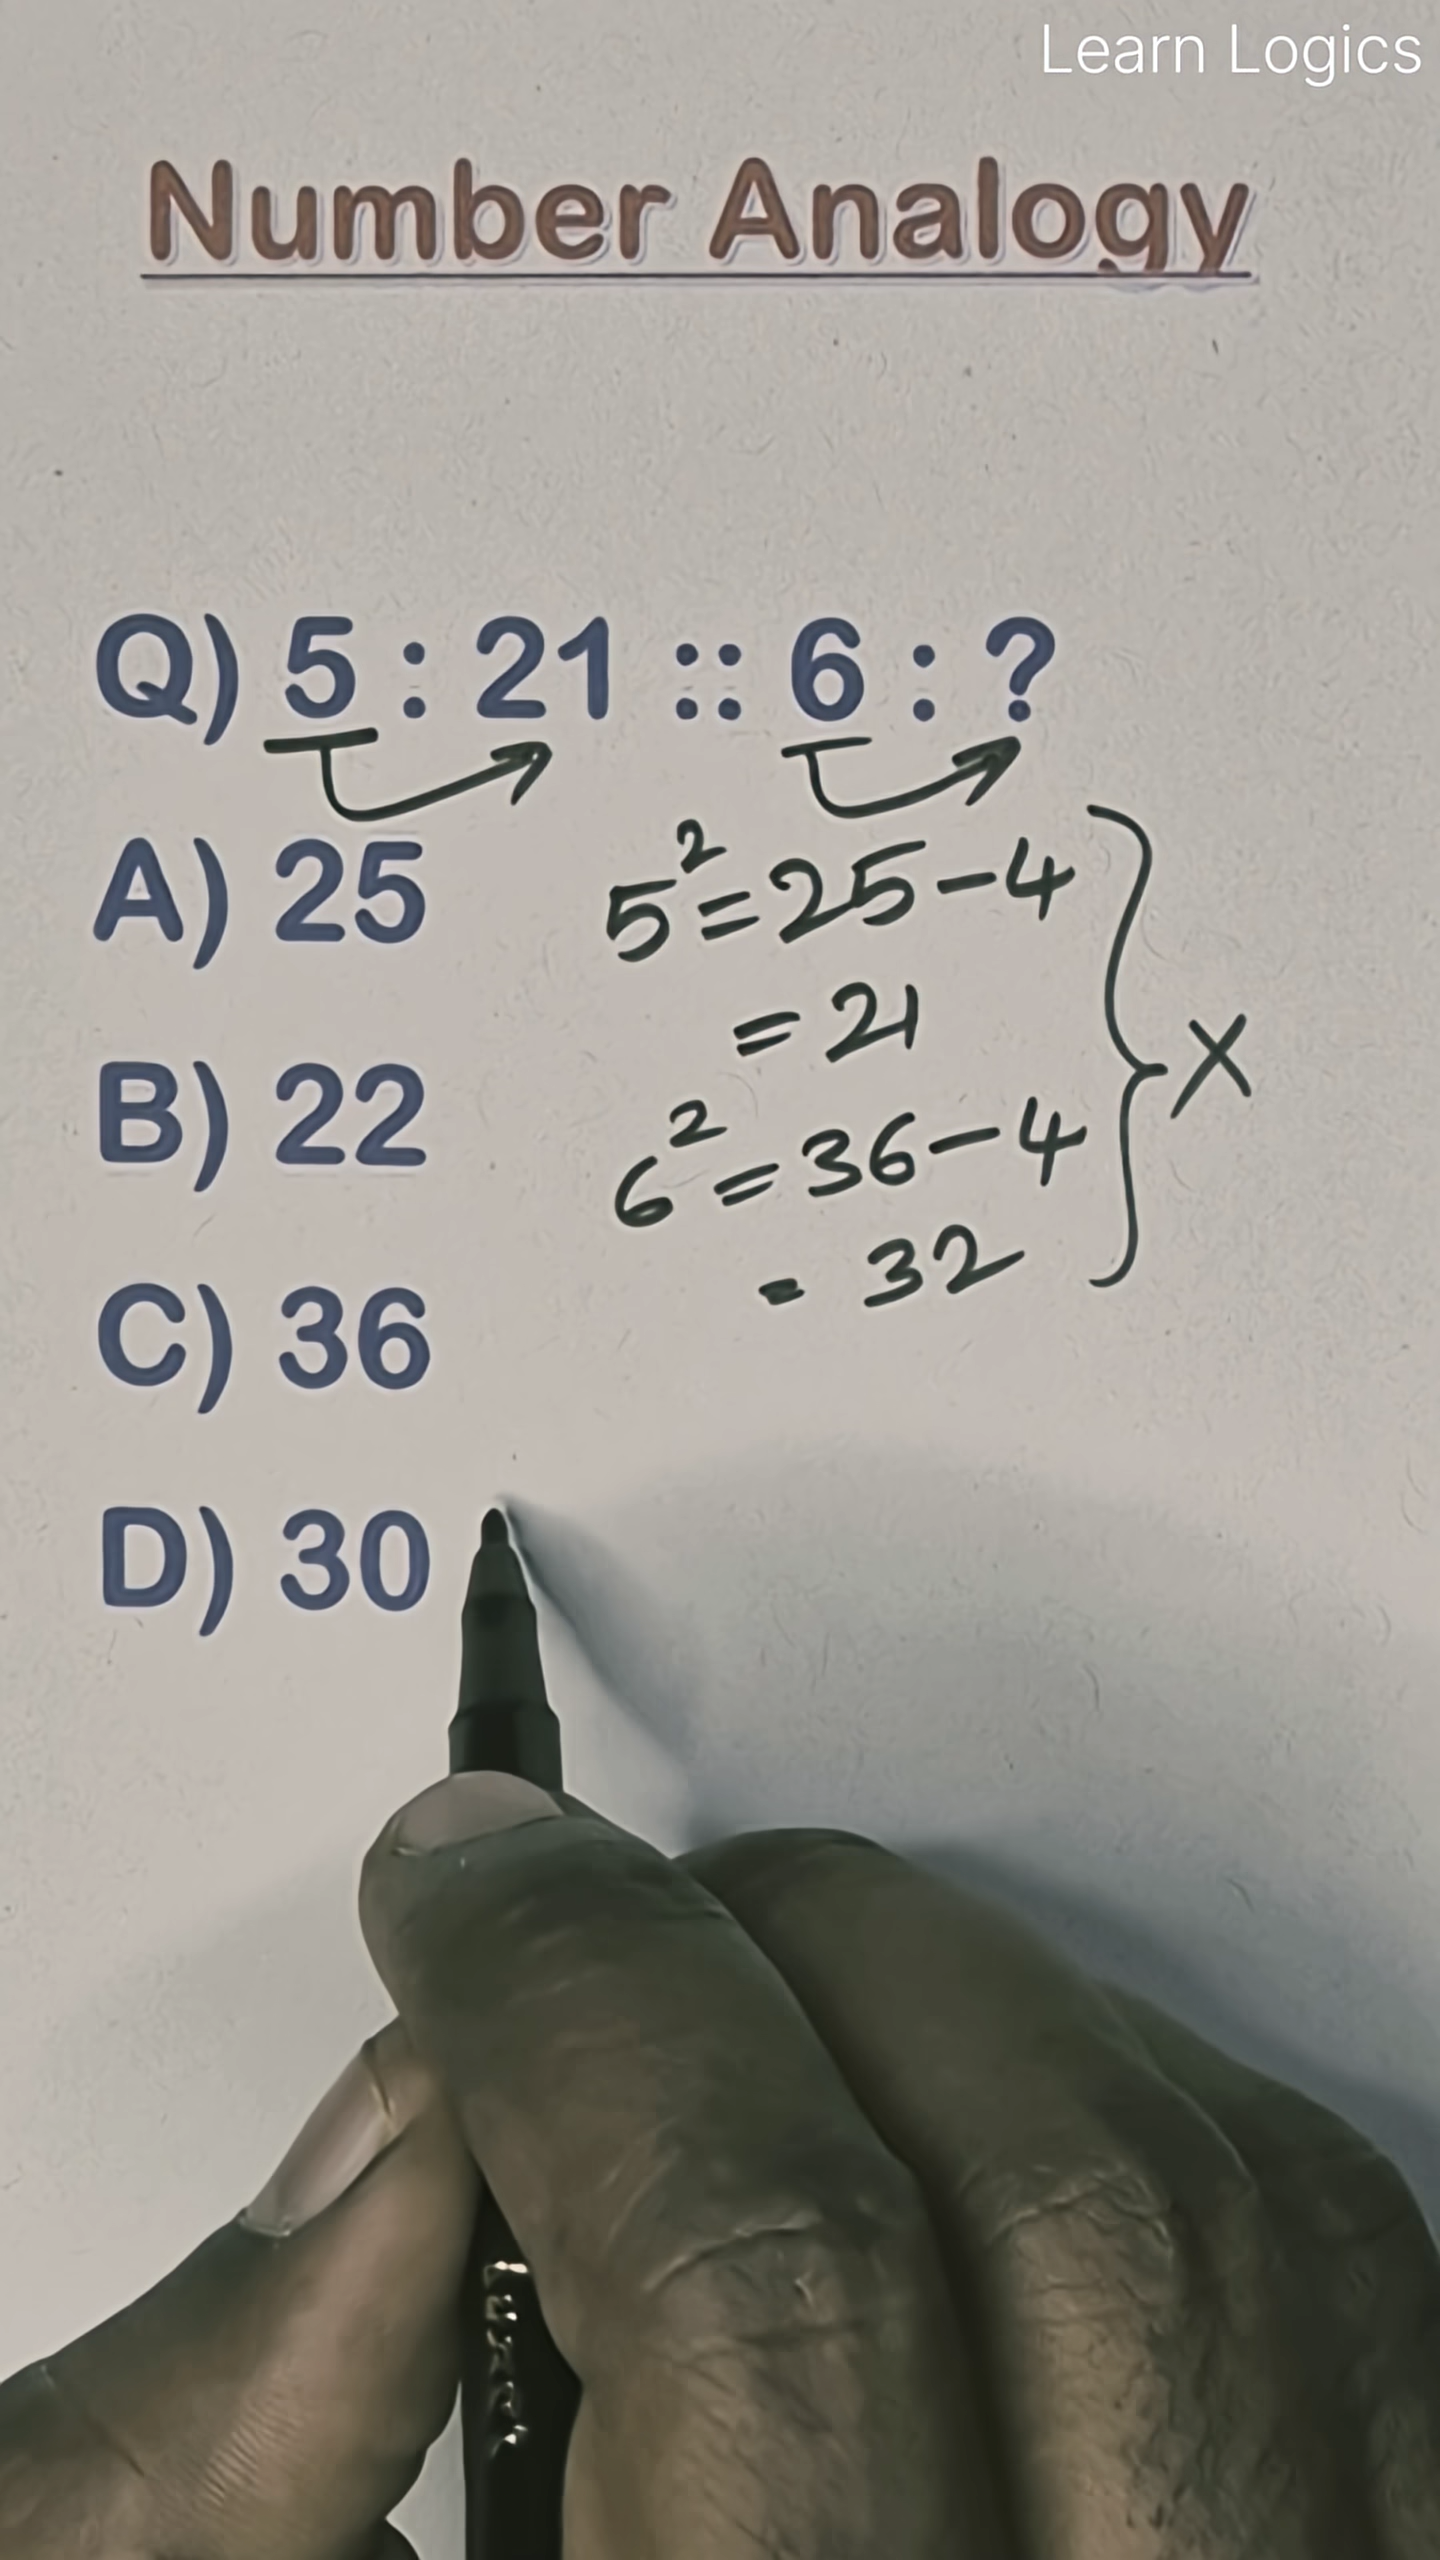 Learn Logics
Number Analogy
Q) 5 : 21 :: 6 : ?
A) 25
5² = 25 - 4
= 21
B) 22
6² = 36 - 4
= 32
X
C) 36
D) 30